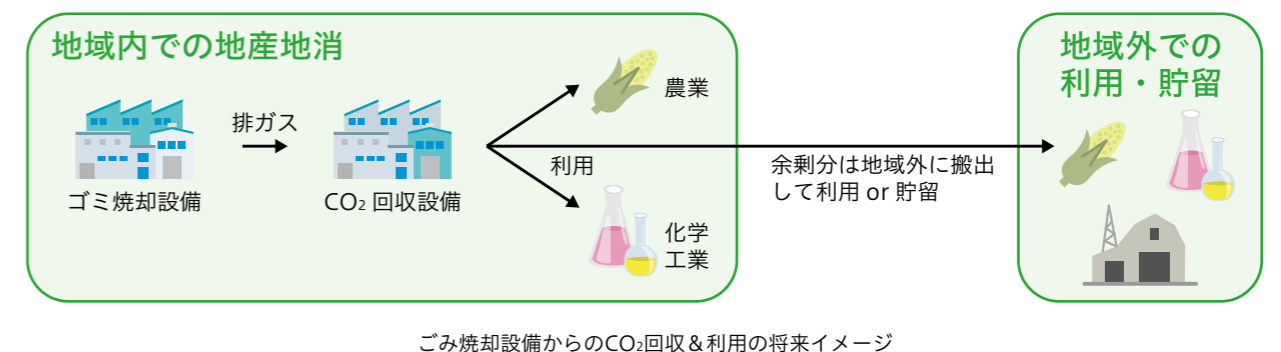 地域内での地産地消
ゴミ焼却設備
排ガス
CO₂ 回収設備
利用
農業
化学
工業
余剰分は地域外に搬出
して利用 or 貯留
地域外での
利用・貯留
ごみ焼却設備からのCO₂回収＆利用の将来イメージ